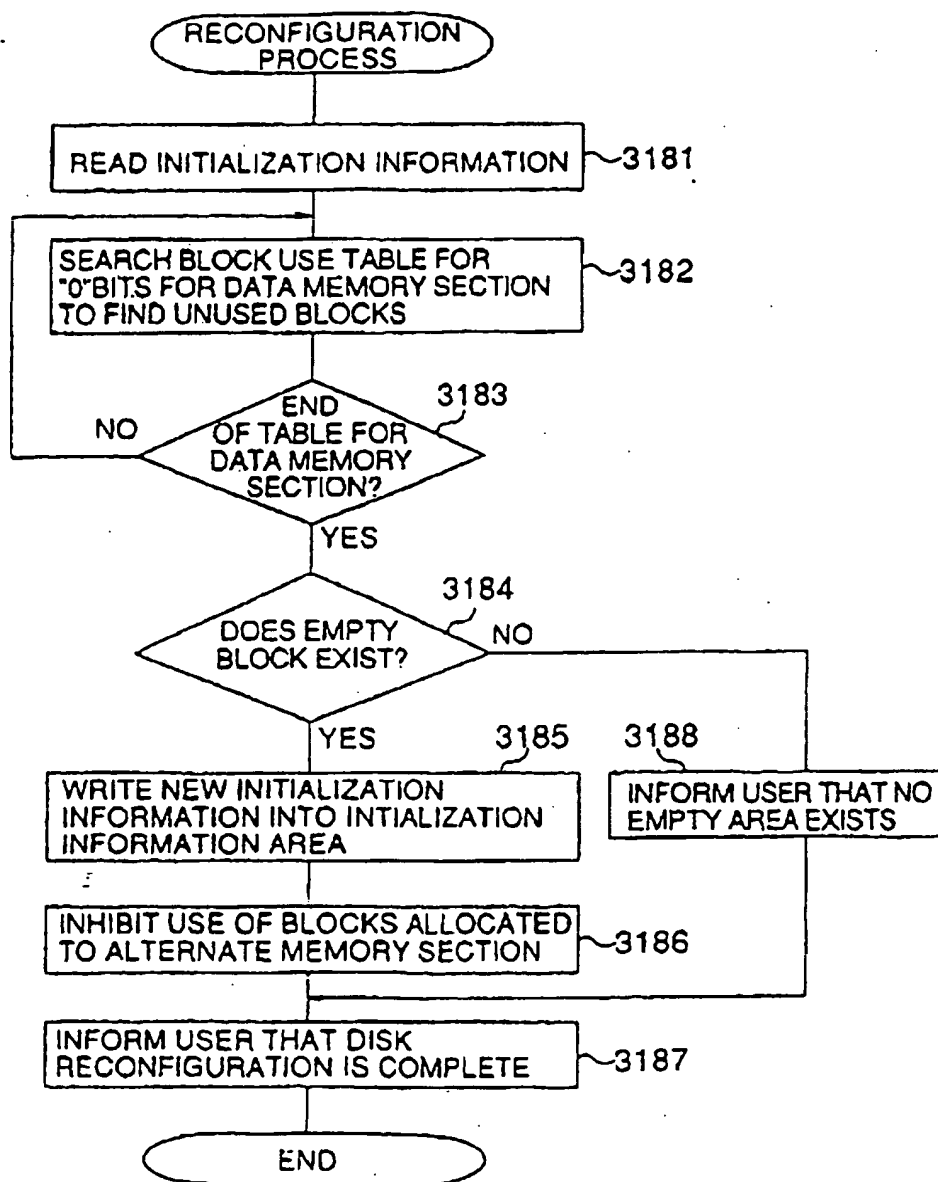 RECONFIGURATION
PROCESS
READ INITIALIZATION INFORMATION
3181
SEARCH BLOCK USE TABLE FOR
"0"BITS FOR DATA MEMORY SECTION
TO FIND UNUSED BLOCKS
3182
3183
END
OF TABLE FOR
DATA MEMORY
SECTION?
NO
YES
3184
DOES EMPTY
BLOCK EXIST?
NO
YES
3185
WRITE NEW INITIALIZATION
INFORMATION INTO INTIALIZATION
INFORMATION AREA
3188
INFORM USER THAT NO
EMPTY AREA EXISTS
INHIBIT USE OF BLOCKS ALLOCATED
TO ALTERNATE MEMORY SECTION
3186
INFORM USER THAT DISK
RECONFIGURATION IS COMPLETE
3187
END